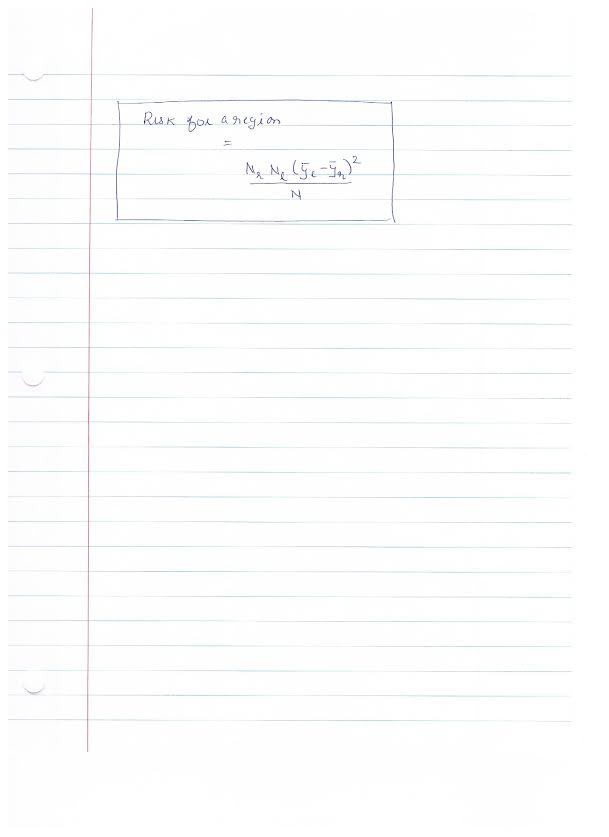 Risk for a region
=
N_r N_l (ȳ_l - ȳ_r)²
N